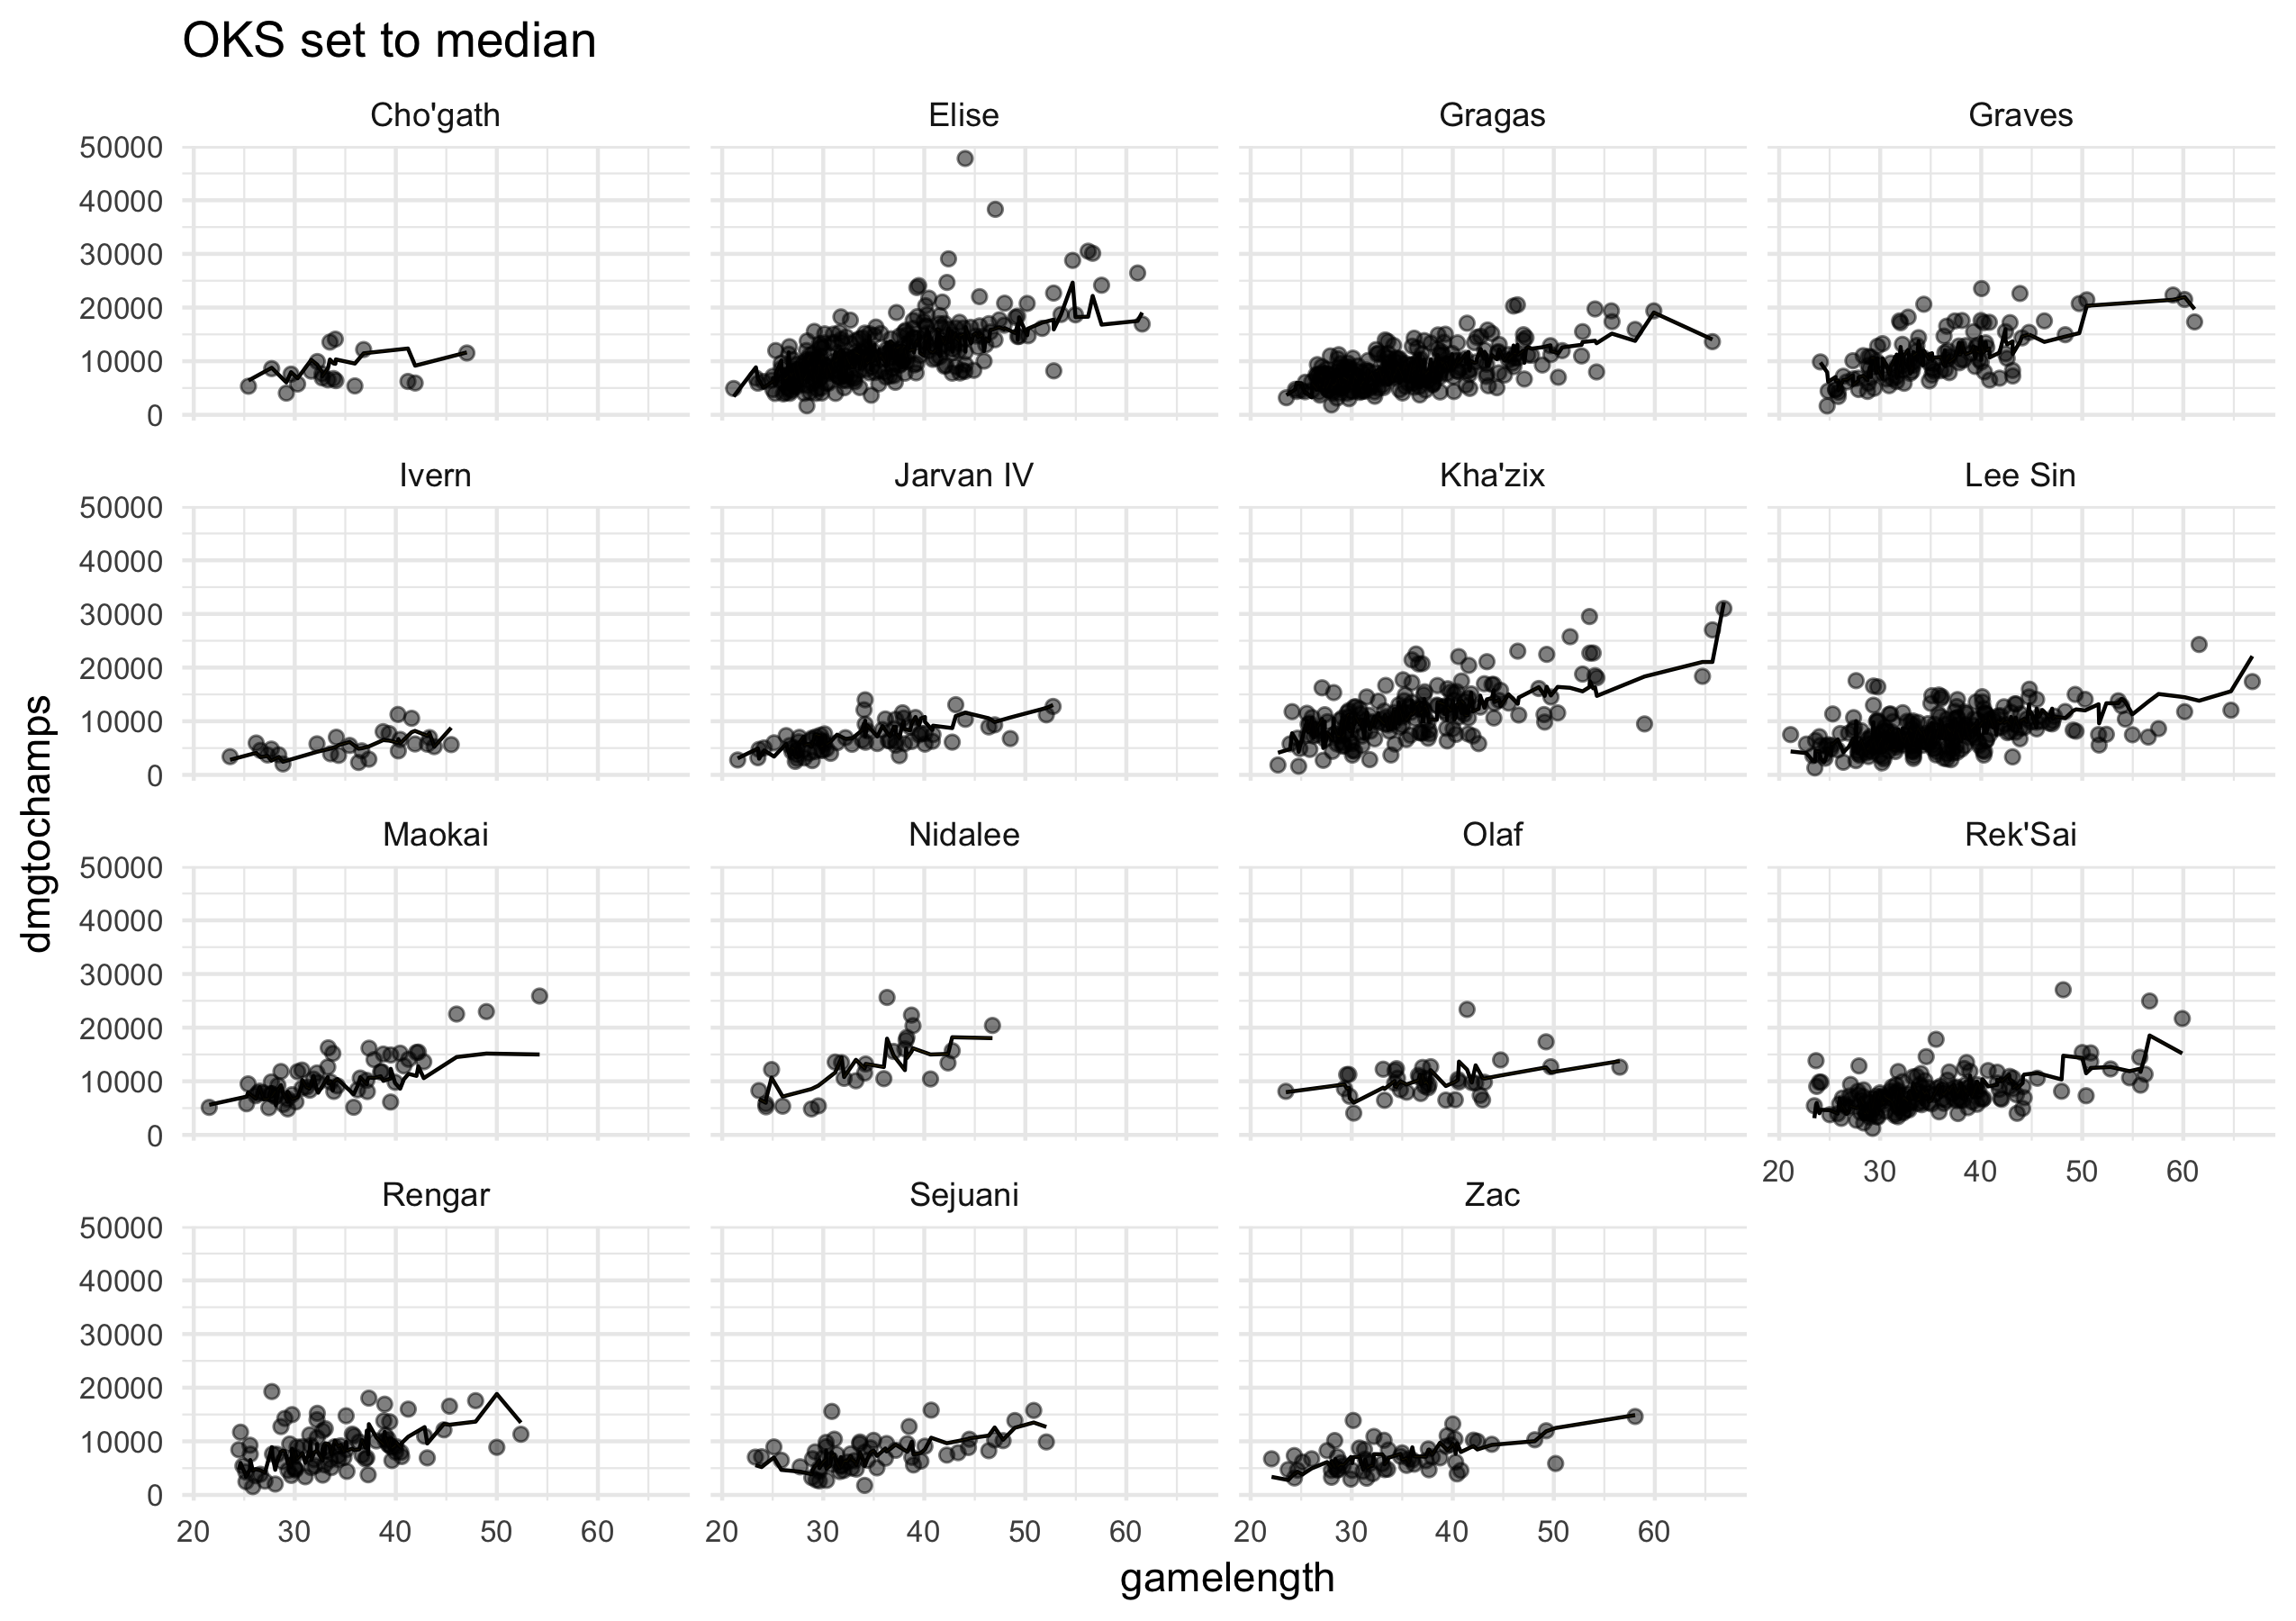 OKS set to median
Cho'gath Elise Gragas Graves
50000
40000
30000
20000
10000
0
Ivern Jarvan IV Kha'zix Lee Sin
50000
40000
30000
20000
10000
0
dmgtochamps
Maokai Nidalee Olaf Rek'Sai
50000
40000
30000
20000
10000
0
20 30 40 50 60
Rengar Sejuani Zac
50000
40000
30000
20000
10000
0
20 30 40 50 60 20 30 40 50 60 20 30 40 50 60
gamelength